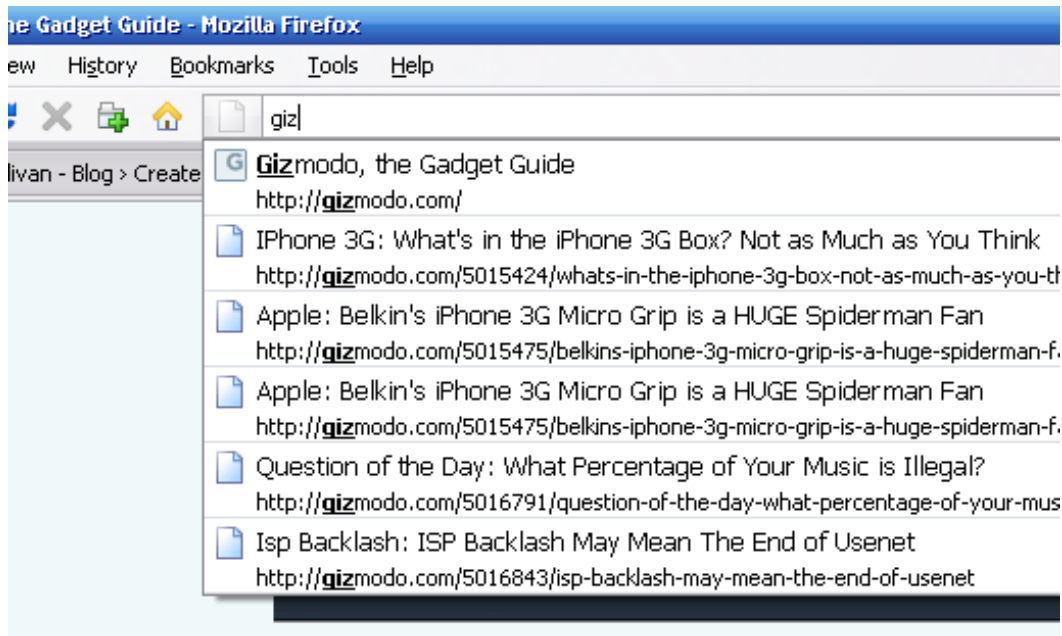 he Gadget Guide - Mozilla Firefox
ew History Bookmarks Tools Help
giz
livan - Blog > Create
G Gizmodo, the Gadget Guide
http://gizmodo.com/
IPhone 3G: What's in the iPhone 3G Box? Not as Much as You Think
http://gizmodo.com/5015424/whats-in-the-iphone-3g-box-not-as-much-as-you-th
Apple: Belkin's iPhone 3G Micro Grip is a HUGE Spiderman Fan
http://gizmodo.com/5015475/belkins-iphone-3g-micro-grip-is-a-huge-spiderman-fa
Apple: Belkin's iPhone 3G Micro Grip is a HUGE Spiderman Fan
http://gizmodo.com/5015475/belkins-iphone-3g-micro-grip-is-a-huge-spiderman-fa
Question of the Day: What Percentage of Your Music is Illegal?
http://gizmodo.com/5016791/question-of-the-day-what-percentage-of-your-mus
Isp Backlash: ISP Backlash May Mean The End of Usenet
http://gizmodo.com/5016843/isp-backlash-may-mean-the-end-of-usenet